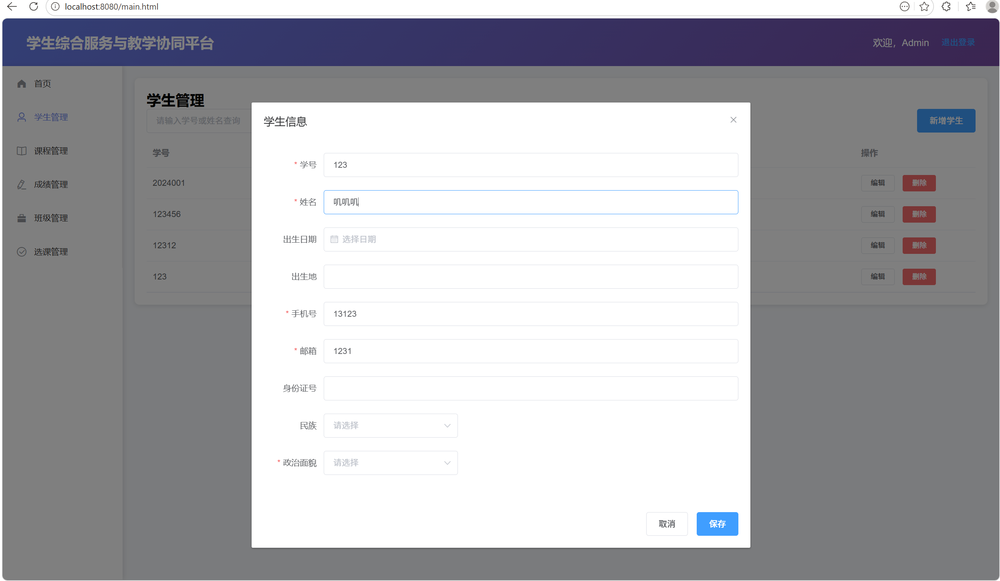 localhost:8080/main.html
学生综合服务与教学协同平台
欢迎，Admin 退出登录
首页
学生管理
课程管理
成绩管理
班级管理
选课管理
学生管理
请输入学号或姓名查询
新增学生
学号
操作
2024001
编辑 删除
123456
编辑 删除
12312
编辑 删除
123
编辑 删除
学生信息
* 学号 123
* 姓名 叽叽叽
出生日期 选择日期
出生地
* 手机号 13123
* 邮箱 1231
身份证号
民族 请选择
* 政治面貌 请选择
取消 保存